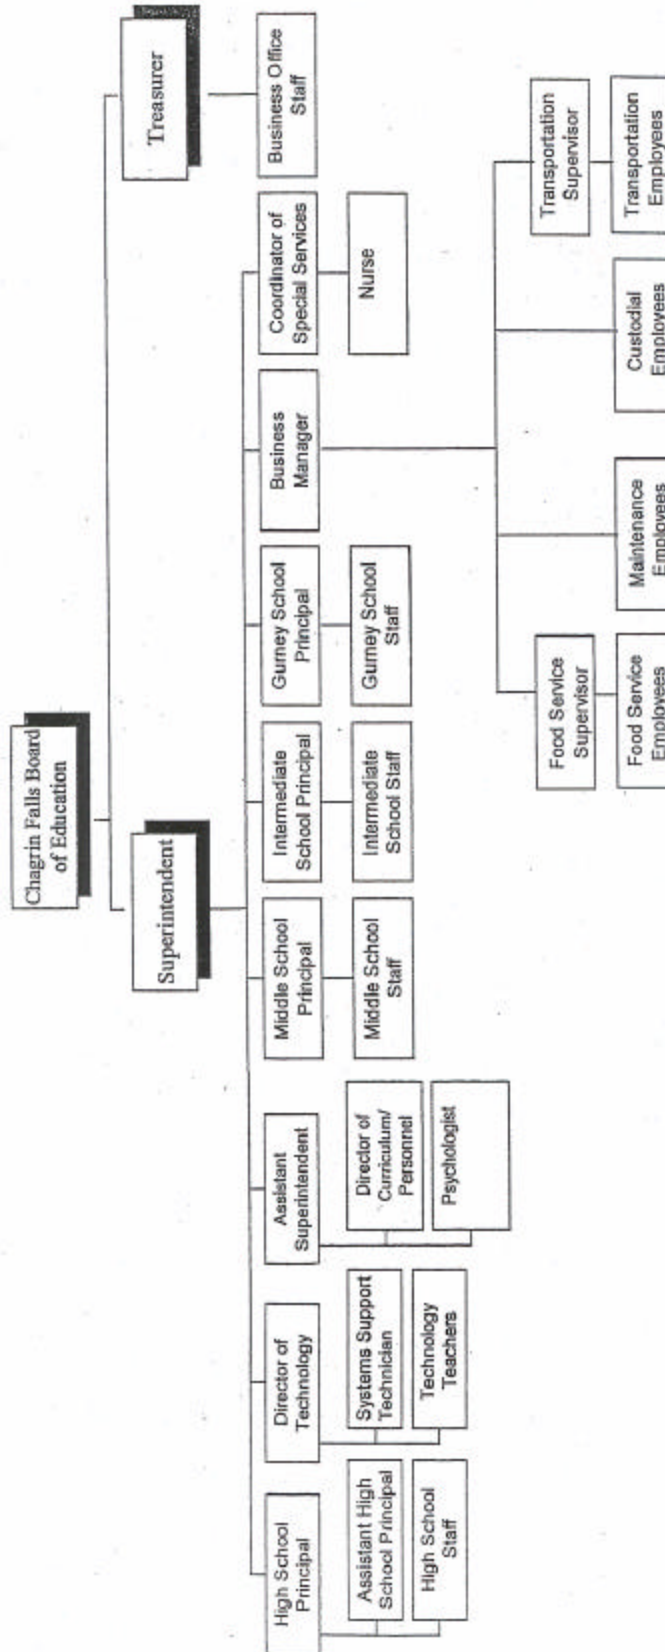 Chagrin Falls Board
of Education
Superintendent
Treasurer
High School
Principal
Director of
Technology
Assistant
Superintendent
Middle School
Principal
Intermediate
School Principal
Gurney School
Principal
Business
Manager
Coordinator of
Special Services
Business Office
Staff
Assistant High
School Principal
High School
Staff
Systems Support
Technician
Technology
Teachers
Director of
Curriculum/
Personnel
Psychologist
Middle School
Staff
Intermediate
School Staff
Gurney School
Staff
Nurse
Food Service
Supervisor
Transportation
Supervisor
Food Service
Employees
Maintenance
Employees
Custodial
Employees
Transportation
Employees